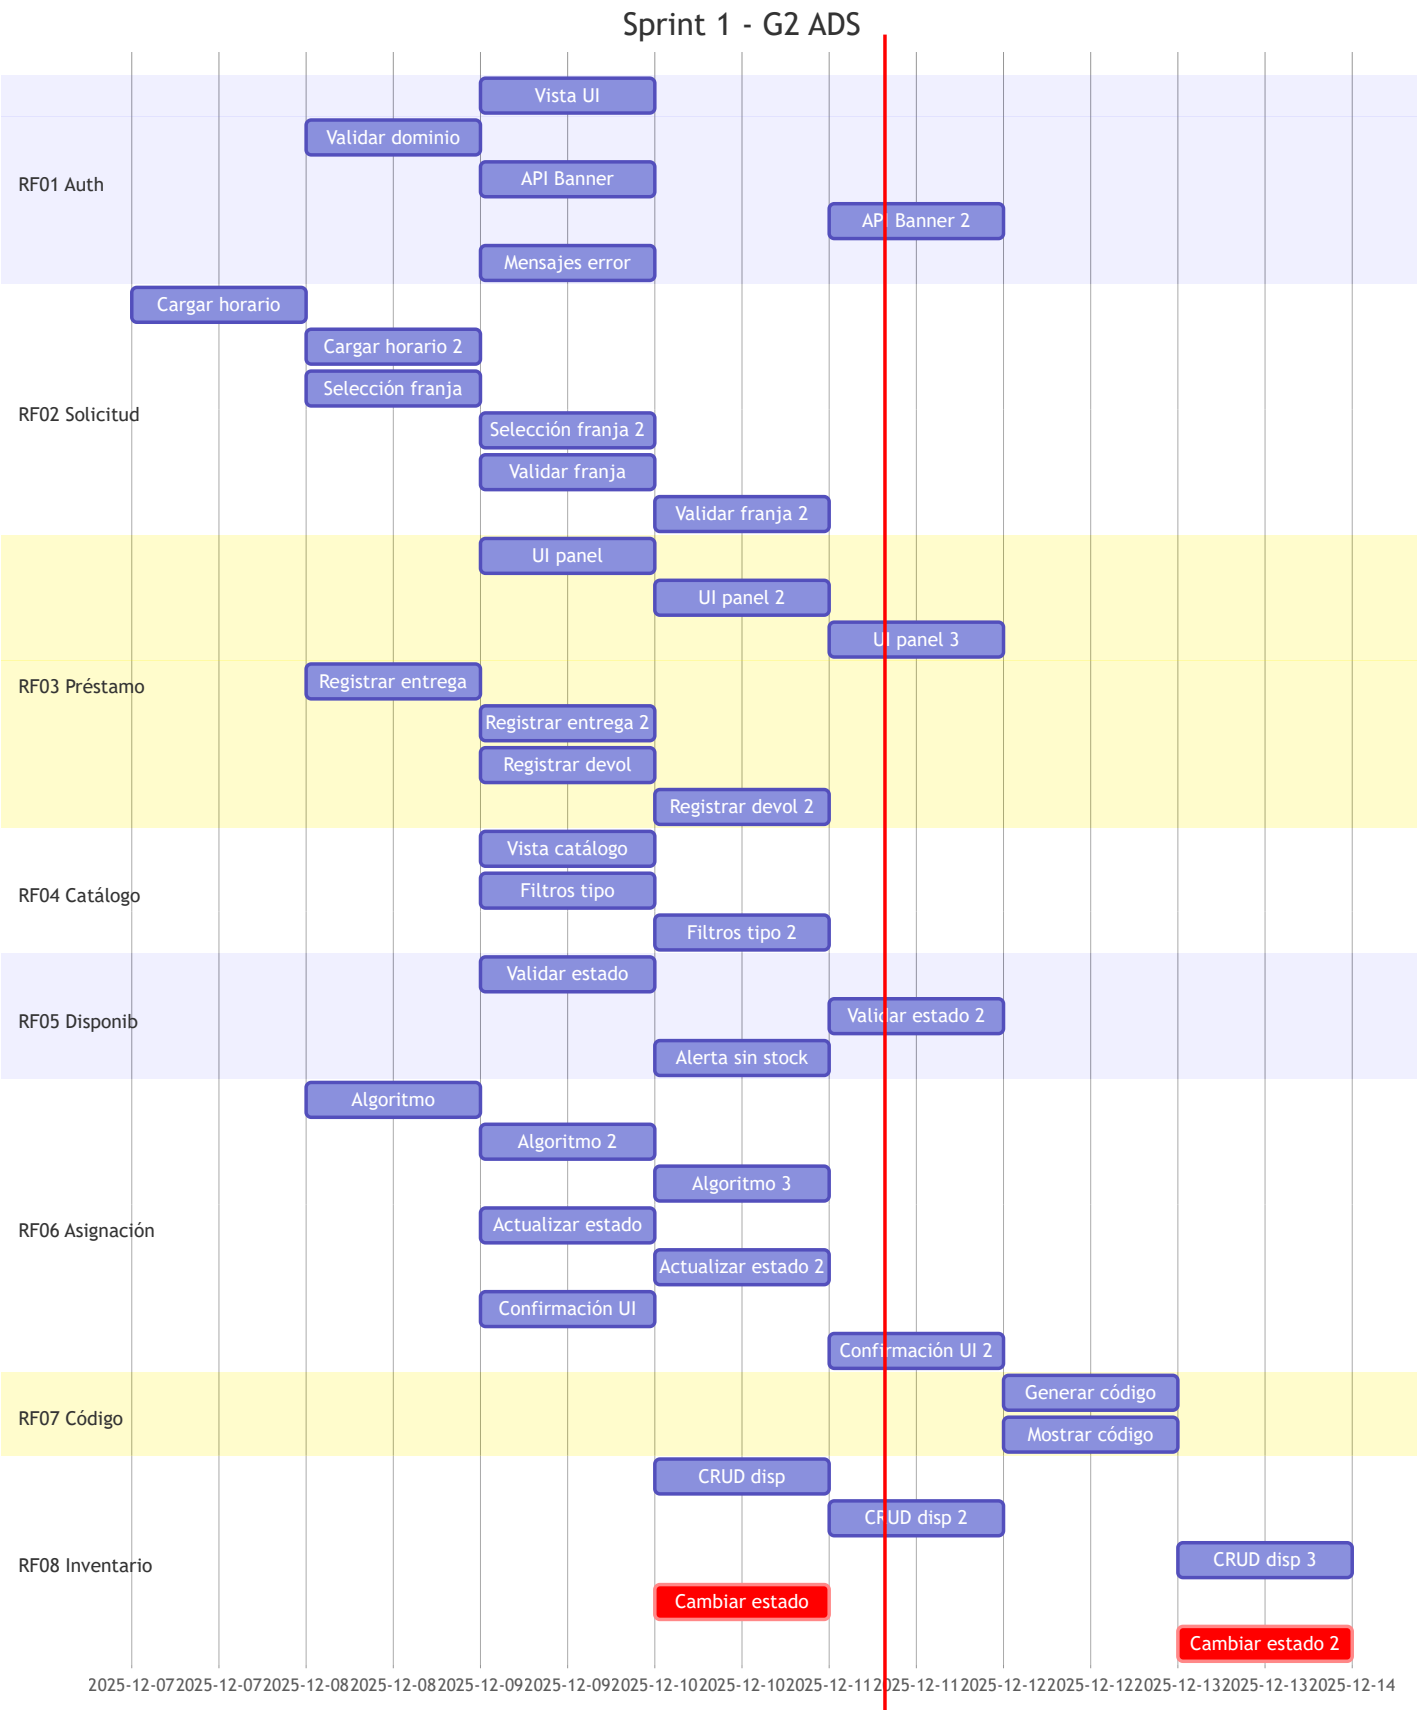 Sprint 1 - G2 ADS
Vista UI
Validar dominio
RF01 Auth
API Banner
API Banner 2
Mensajes error
Cargar horario
Cargar horario 2
Selección franja
RF02 Solicitud
Selección franja 2
Validar franja
Validar franja 2
UI panel
UI panel 2
UI panel 3
RF03 Préstamo
Registrar entrega
Registrar entrega 2
Registrar devol
Registrar devol 2
Vista catálogo
RF04 Catálogo
Filtros tipo
Filtros tipo 2
Validar estado
RF05 Disponib
Validar estado 2
Alerta sin stock
Algoritmo
Algoritmo 2
Algoritmo 3
RF06 Asignación
Actualizar estado
Actualizar estado 2
Confirmación UI
Confirmación UI 2
Generar código
RF07 Código
Mostrar código
CRUD disp
CRUD disp 2
RF08 Inventario
CRUD disp 3
Cambiar estado
Cambiar estado 2
2025-12-07 2025-12-07 2025-12-08 2025-12-08 2025-12-09 2025-12-09 2025-12-10 2025-12-10 2025-12-11 2025-12-11 2025-12-12 2025-12-12 2025-12-13 2025-12-13 2025-12-14